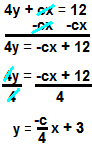 4y + cx = 12
-cx -cx
4y = -cx + 12
4y = -cx + 12
4 4
y = -c/4 x + 3